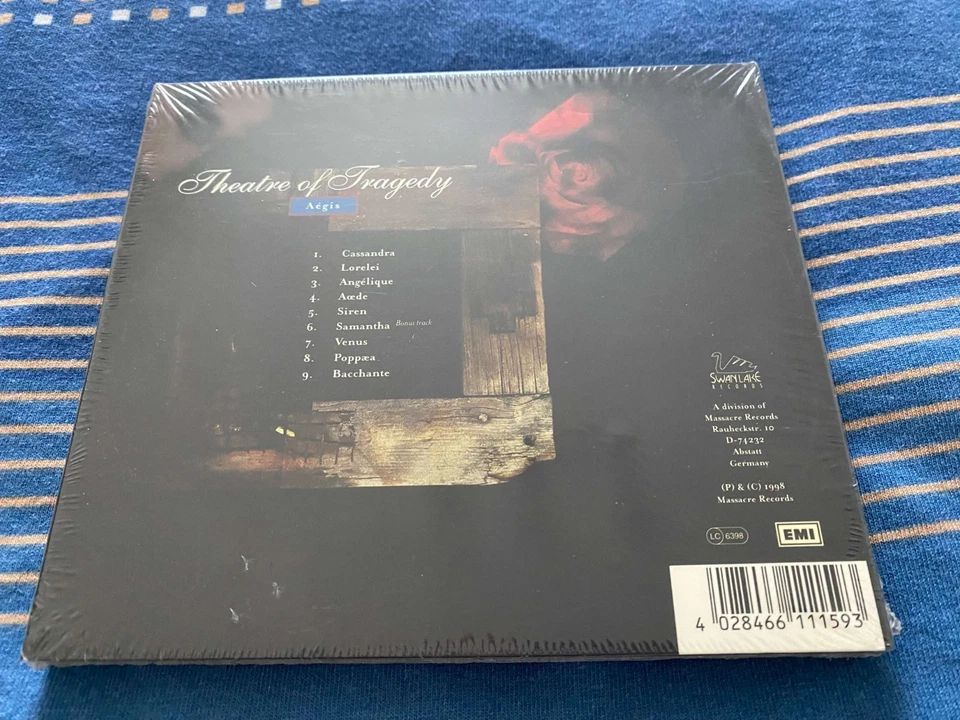 Theatre of Tragedy
Aégis
1. Cassandra
2. Lorelei
3. Angélique
4. Aœde
5. Siren
6. Samantha Bonus track
7. Venus
8. Poppæa
9. Bacchante
SWANLAKE
RECORDS
A division of
Massacre Records
Rauheckstr. 10
D-74232
Abstatt
Germany
(P) & (C) 1998
Massacre Records
LC 6398
EMI
4 028466 111593